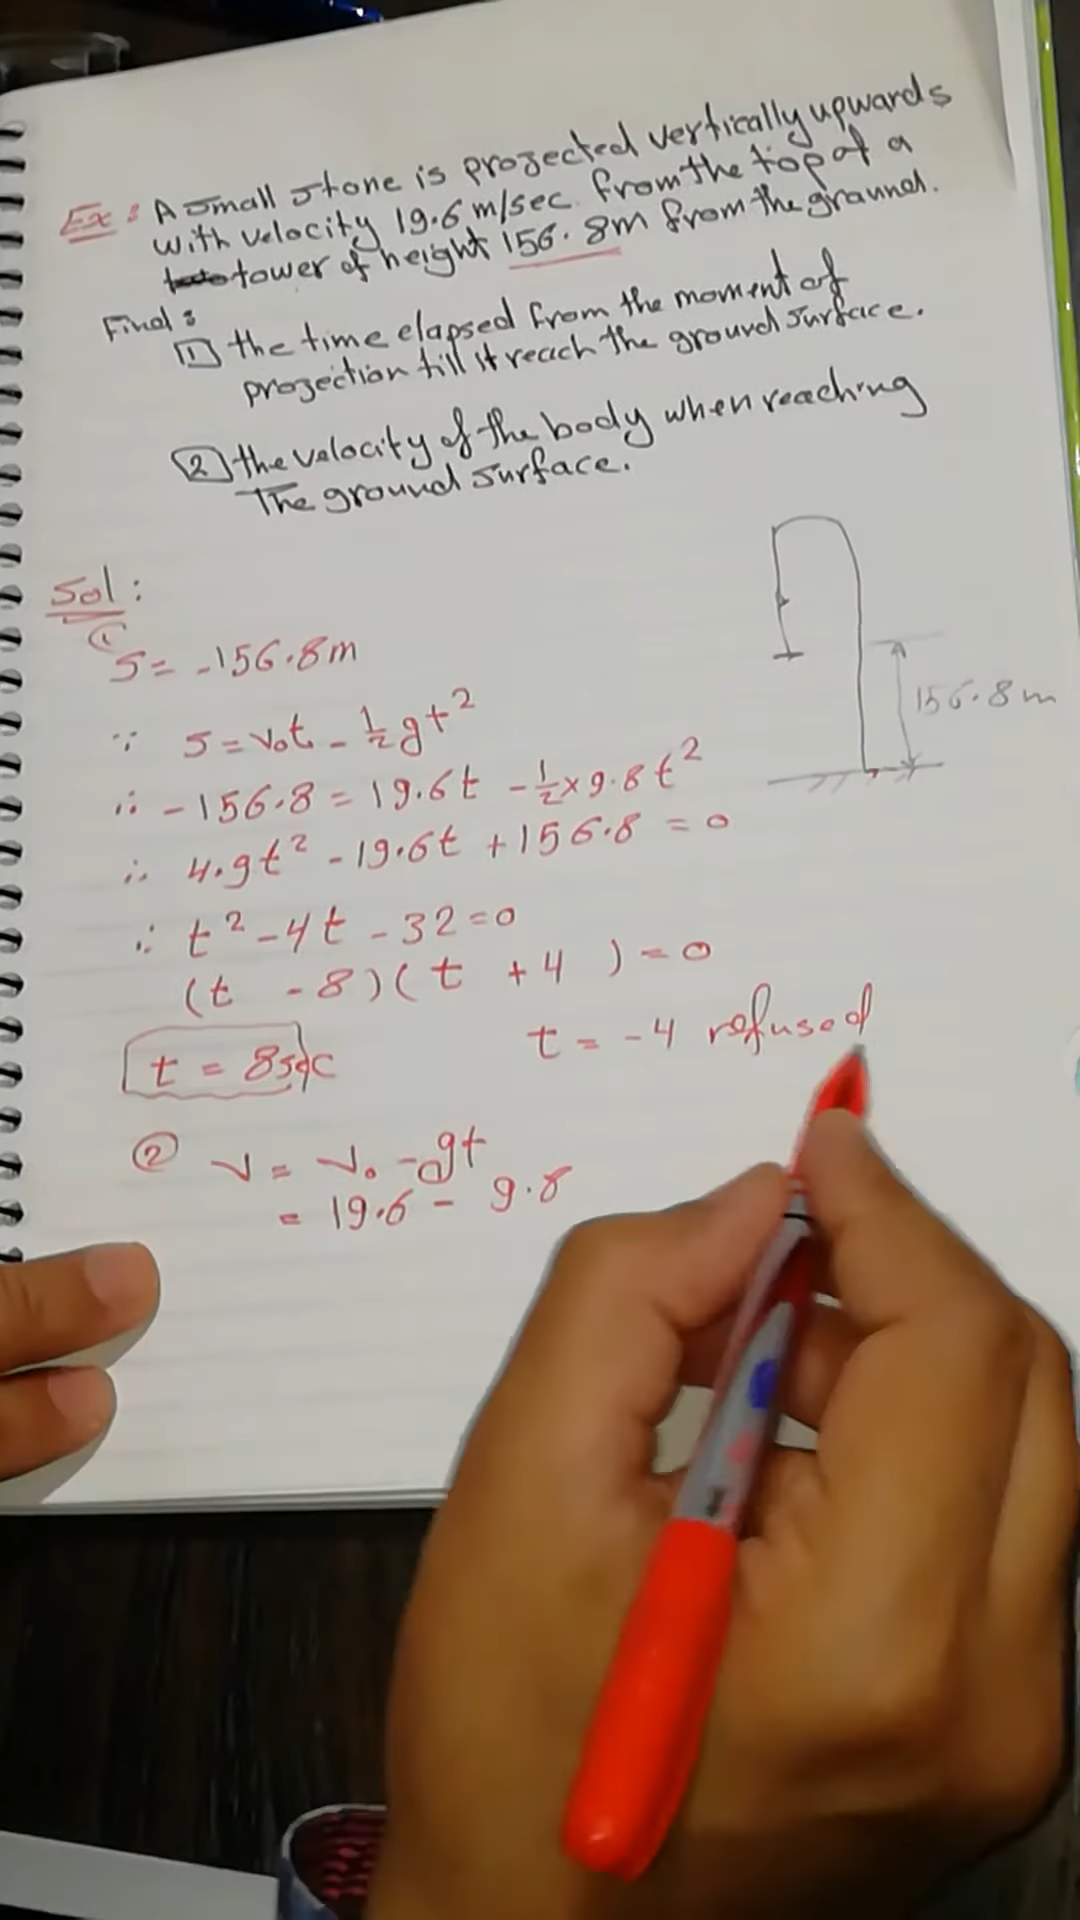 Ex: A small stone is projected vertically upwards
with velocity 19.6 m/sec. from the top of a
tower of height 156.8m from the ground.
Find:
1 the time elapsed from the moment of
projection till it reach the ground surface.
2 the velocity of the body when reaching
The ground surface.
Sol:
①
S = -156.8m
∵ S = V₀t - ½gt²
∴ -156.8 = 19.6t - ½×9.8t²
∴ 4.9t² - 19.6t + 156.8 = 0
∴ t² - 4t - 32 = 0
(t - 8)(t + 4) = 0
t = 8sec
t = -4 refused
② V = V₀ - gt
= 19.6 - 9.8
156.8m